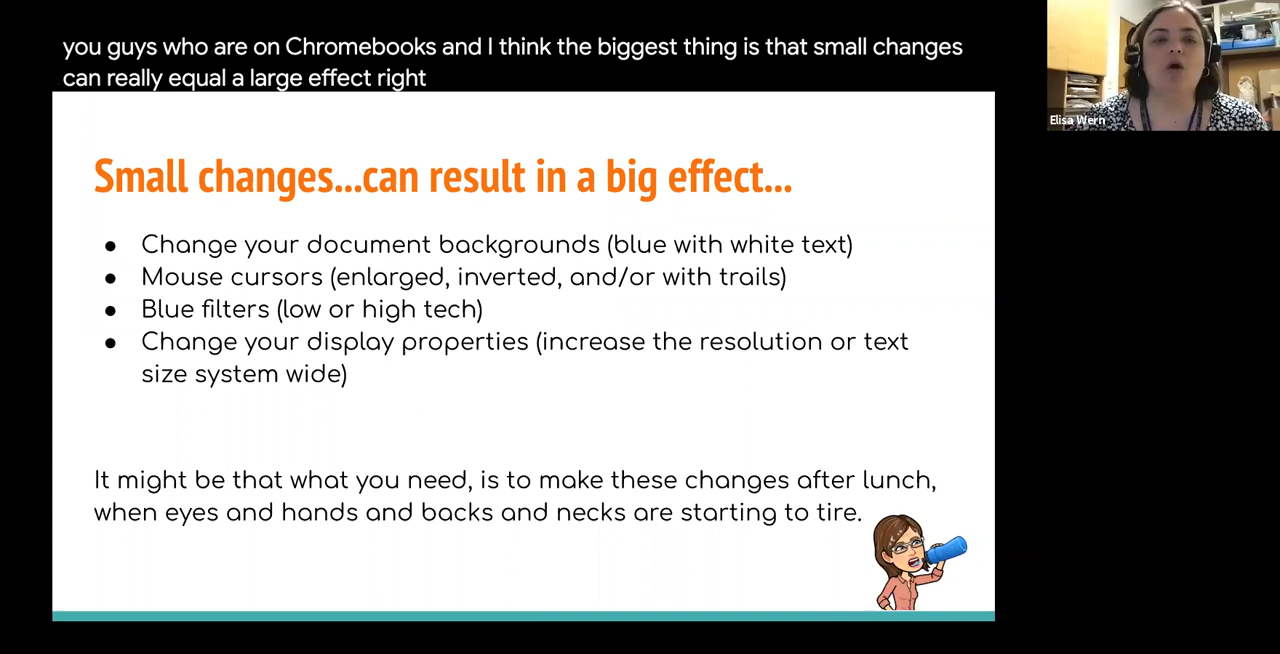 you guys who are on Chromebooks and I think the biggest thing is that small changes
can really equal a large effect right
Elisa Wern
Small changes...can result in a big effect...
● Change your document backgrounds (blue with white text)
● Mouse cursors (enlarged, inverted, and/or with trails)
● Blue filters (low or high tech)
● Change your display properties (increase the resolution or text
size system wide)
It might be that what you need, is to make these changes after lunch,
when eyes and hands and backs and necks are starting to tire.